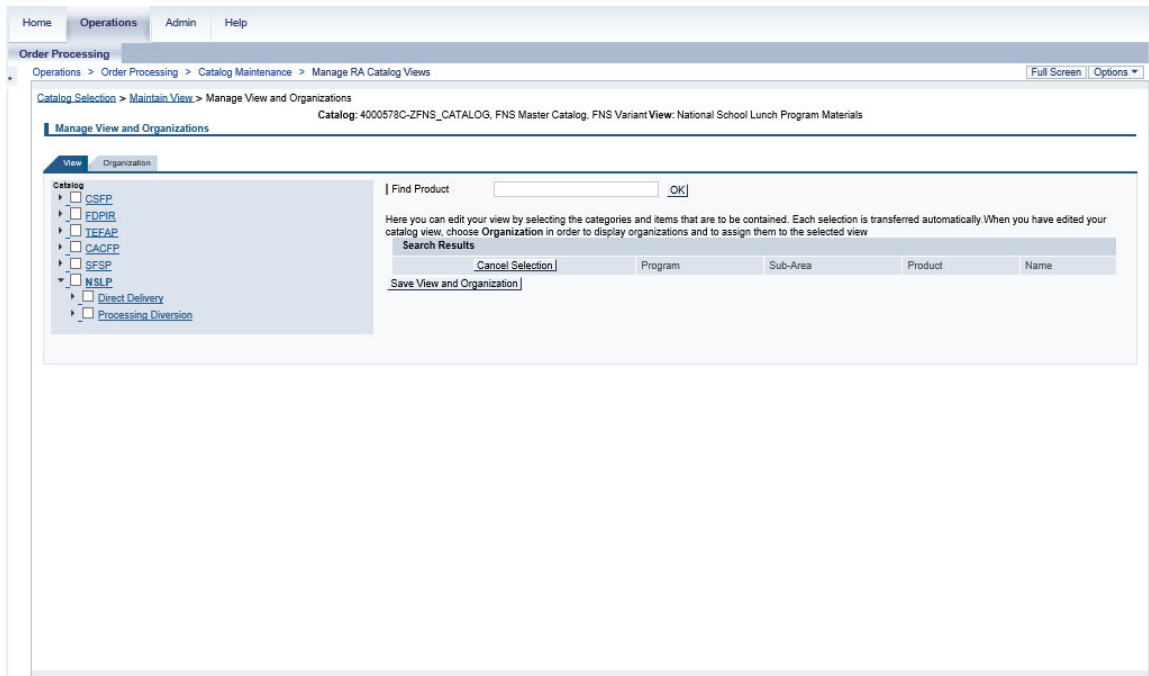 Home Operations Admin Help
Order Processing
Operations > Order Processing > Catalog Maintenance > Manage RA Catalog Views Full Screen Options
Catalog Selection > Maintain View > Manage View and Organizations
Catalog: 4000578C-ZFNS_CATALOG, FNS Master Catalog, FNS Variant View: National School Lunch Program Materials
Manage View and Organizations
View Organization
Catalog
CSFP
FDPIR
TEFAP
CACFP
SFSP
NSLP
Direct Delivery
Processing Diversion
Find Product OK
Here you can edit your view by selecting the categories and items that are to be contained. Each selection is transferred automatically.When you have edited your
catalog view, choose Organization in order to display organizations and to assign them to the selected view
Search Results
Cancel Selection Program Sub-Area Product Name
Save View and Organization